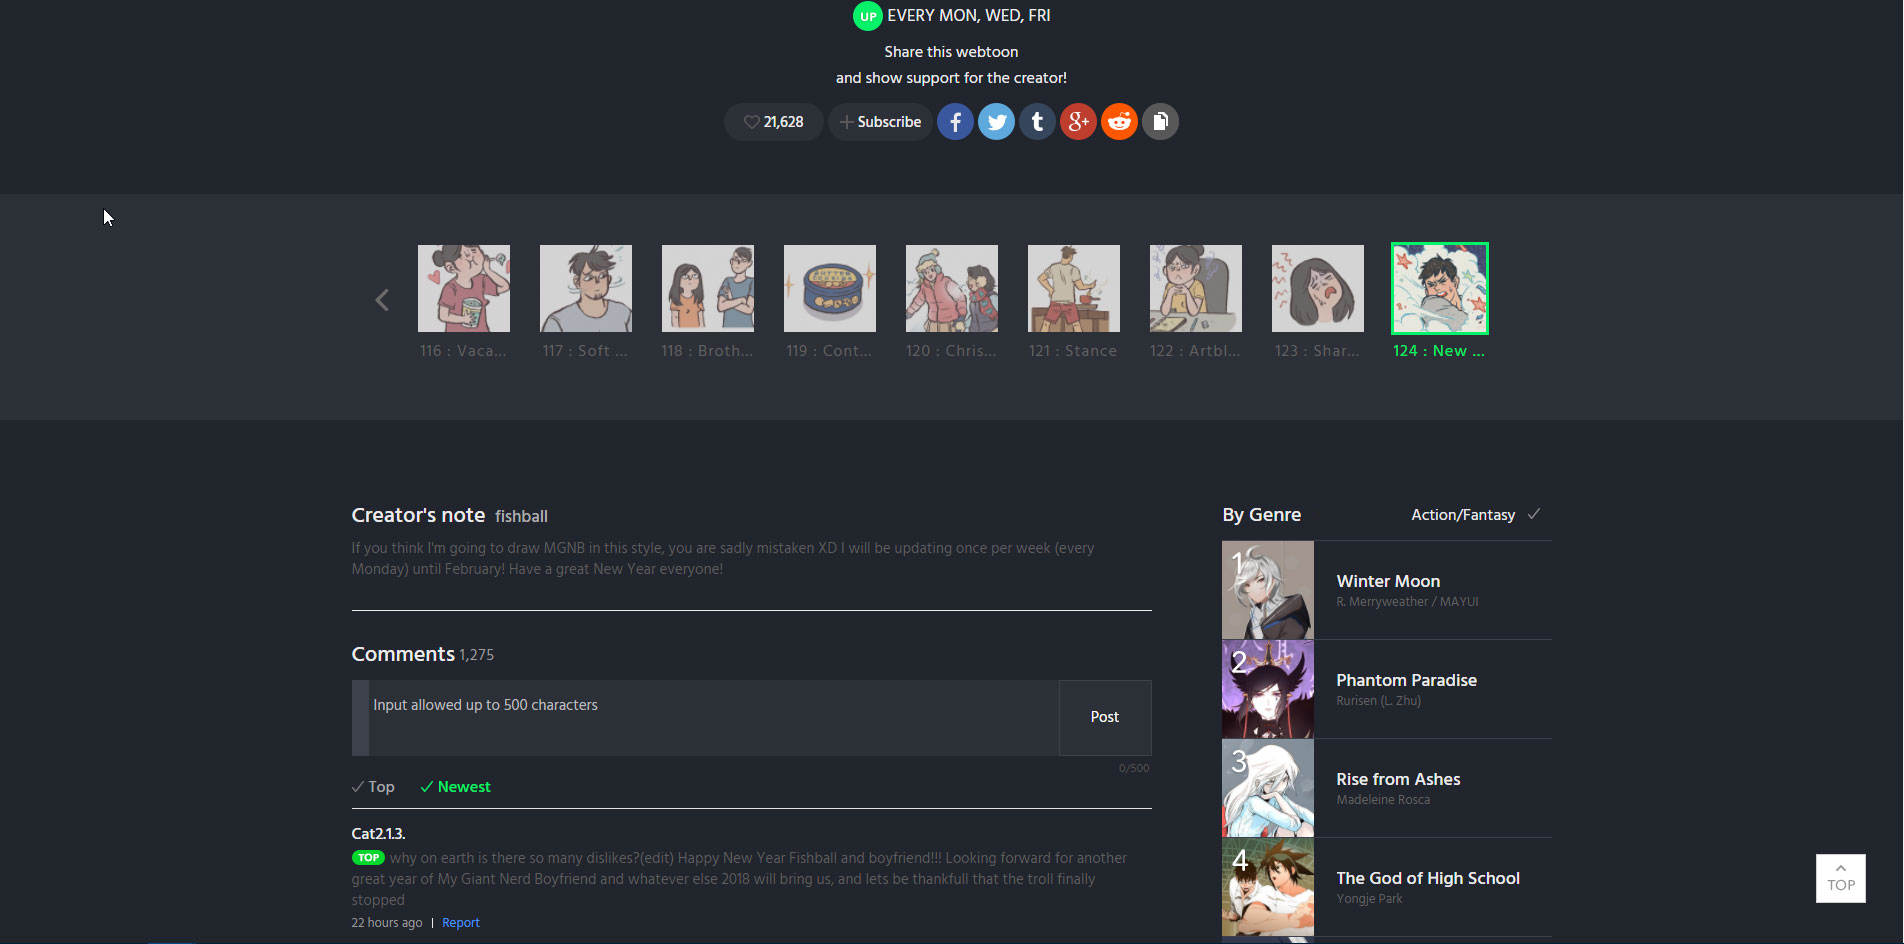 UP EVERY MON, WED, FRI
Share this webtoon
and show support for the creator!
21,628
Subscribe
f
t
g+
BUTTER
COOKIES
116 : Vaca...
117 : Soft ...
118 : Broth...
119 : Cont...
120 : Chris...
121 : Stance
122 : Artbl...
123 : Shar...
124 : New ...
Creator's note fishball
If you think I'm going to draw MGNB in this style, you are sadly mistaken XD I will be updating once per week (every
Monday) until February! Have a great New Year everyone!
Comments 1,275
Input allowed up to 500 characters
Post
0/500
Top
Newest
Cat2.1.3.
TOP why on earth is there so many dislikes?(edit) Happy New Year Fishball and boyfriend!!! Looking forward for another
great year of My Giant Nerd Boyfriend and whatever else 2018 will bring us, and lets be thankfull that the troll finally
stopped
22 hours ago | Report
By Genre
Action/Fantasy
1
Winter Moon
R. Merryweather / MAYUI
2
Phantom Paradise
Rurisen (L. Zhu)
3
Rise from Ashes
Madeleine Rosca
4
The God of High School
Yongje Park
TOP